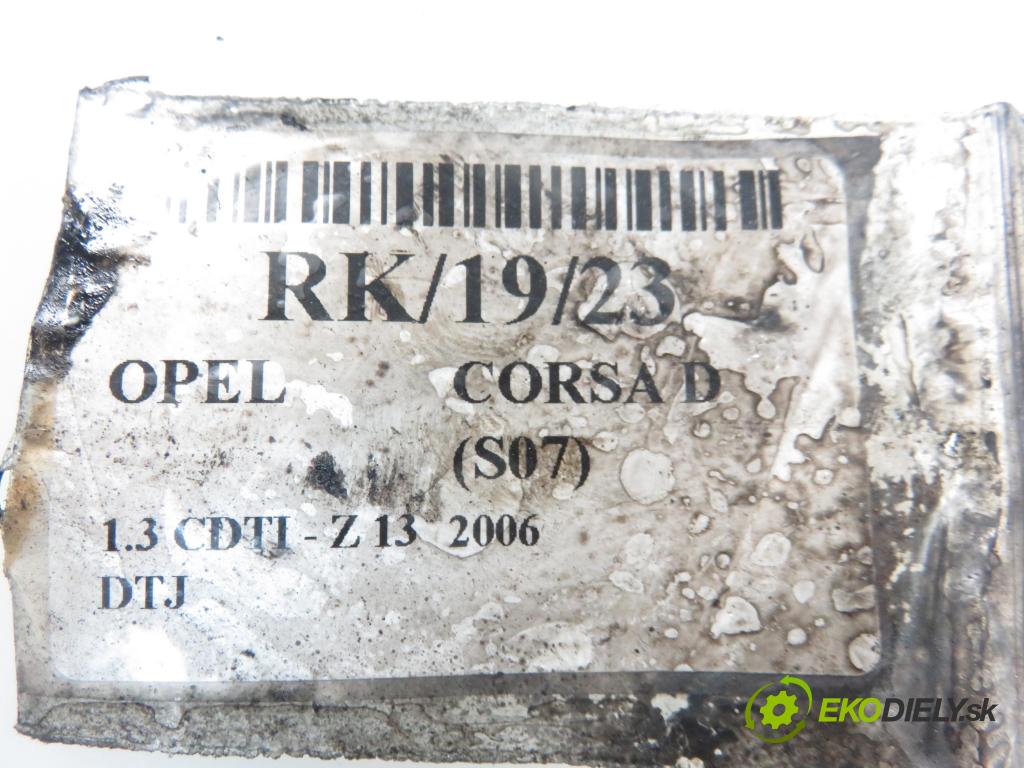 RK/19/23
OPEL CORSA D
(S07)
1.3 CDTI - Z 13 2006
DTJ
EKODIELY.sk